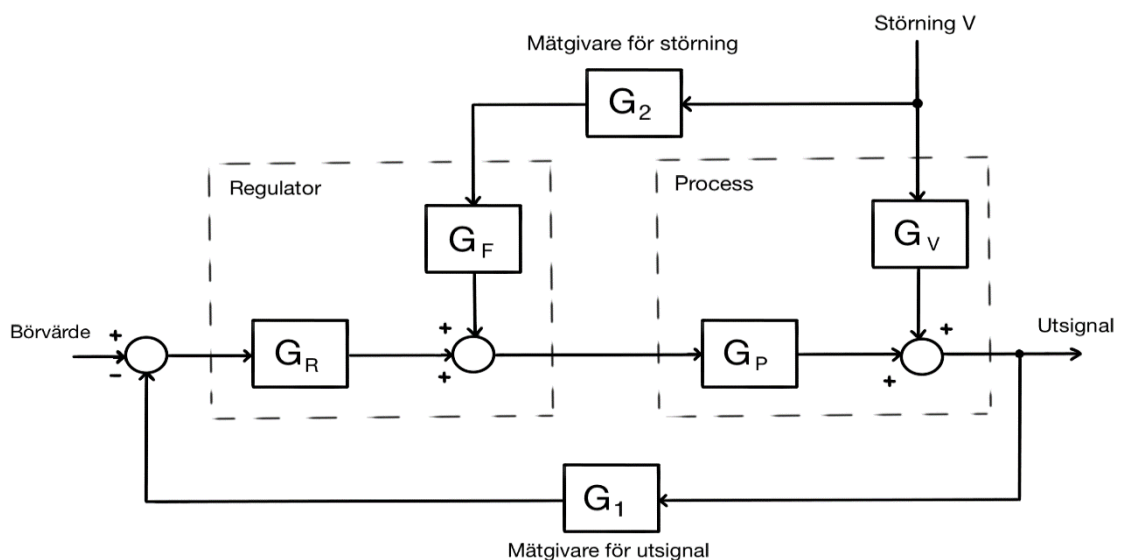 Störning V
Mätgivare för störning
G2
Regulator
Process
GF
GV
Börvärde
+
−
GR
+
+
GP
+
+
Utsignal
G1
Mätgivare för utsignal